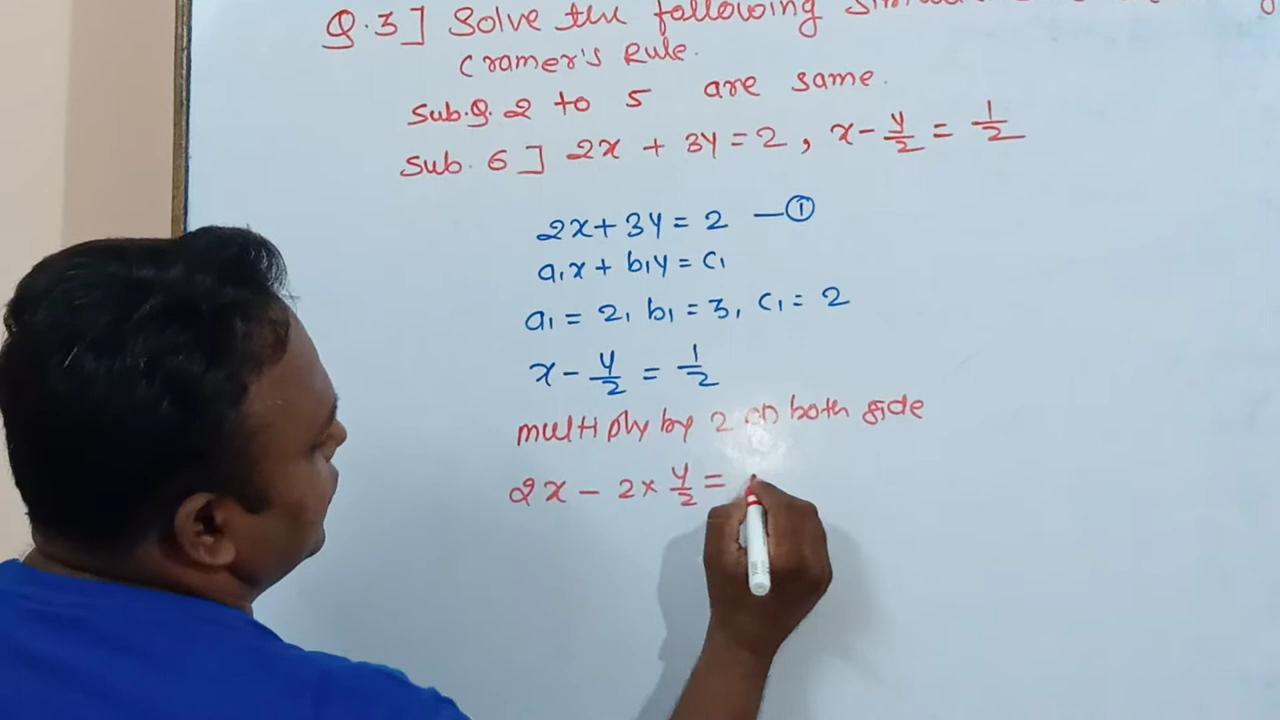 Q.3] Solve the following
Cramer's Rule.
Sub.Q. 2 to 5 are same.
Sub. 6] 2x + 3y = 2, x - y/2 = 1/2
2x + 3y = 2 — ①
a₁x + b₁y = c₁
a₁ = 2, b₁ = 3, c₁ = 2
x - y/2 = 1/2
multiply by 2 on both side
2x - 2 × y/2 =